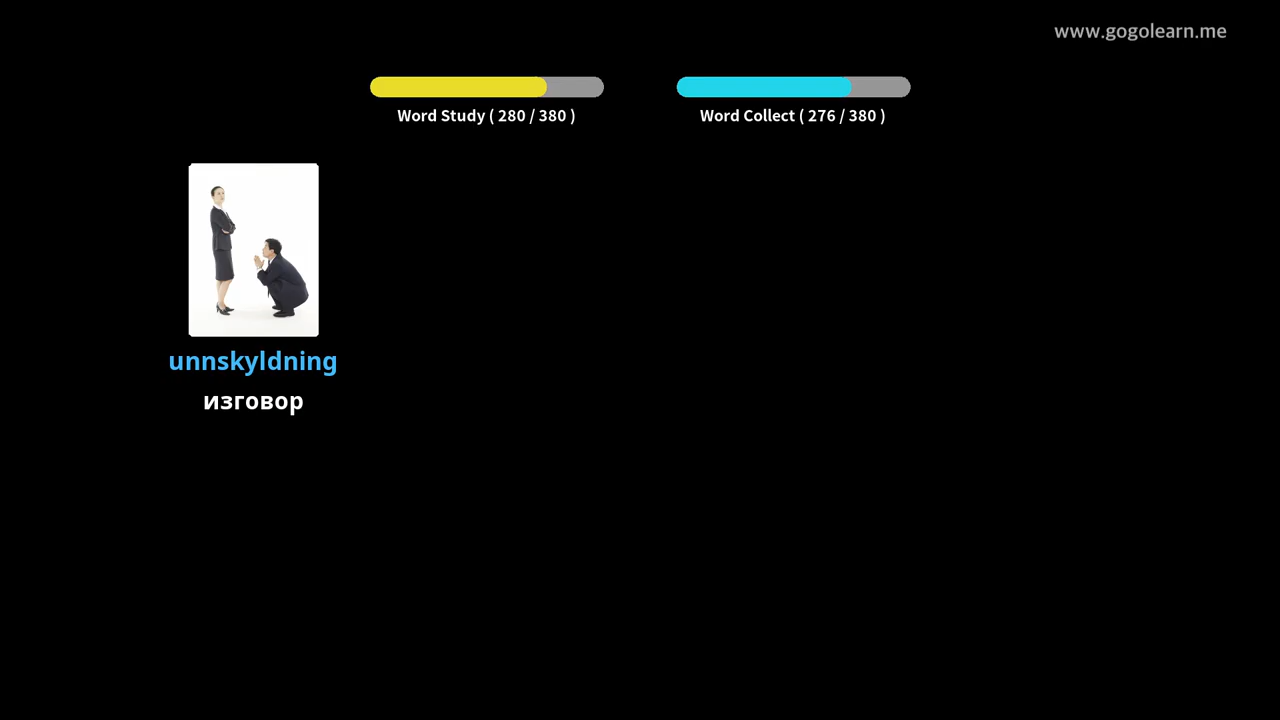 www.gogolearn.me
Word Study ( 280 / 380 )
Word Collect ( 276 / 380 )
unnskyldning
изговор